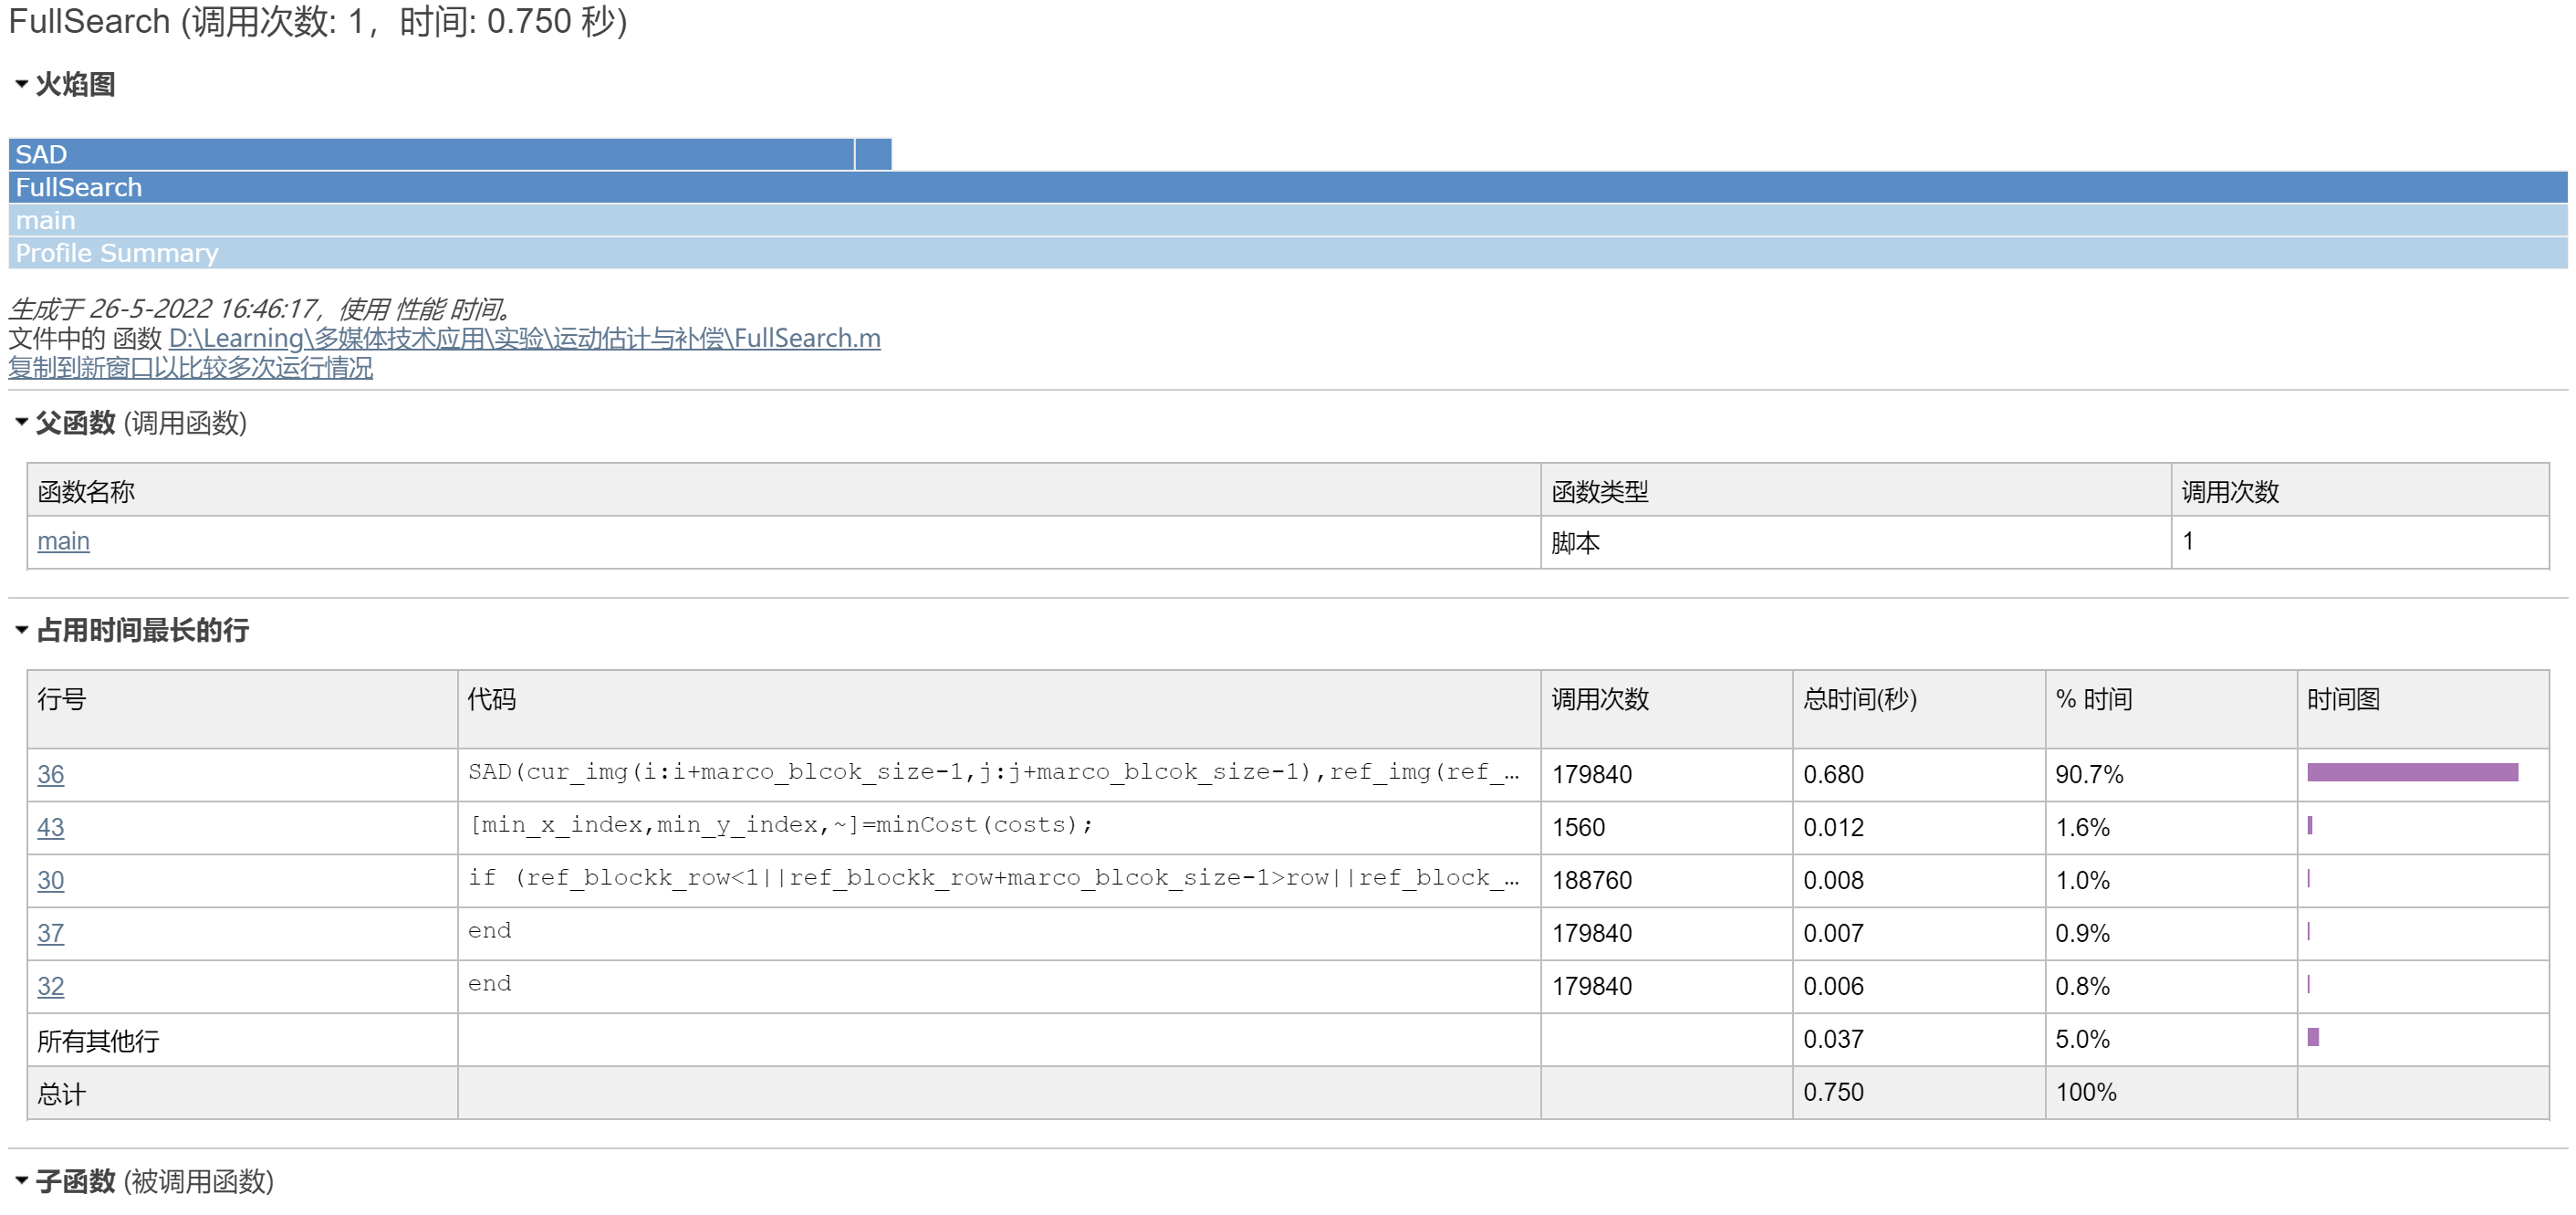 FullSearch (调用次数: 1，时间: 0.750 秒)
火焰图
SAD
FullSearch
main
Profile Summary
生成于 26-5-2022 16:46:17，使用 性能 时间。
文件中的 函数 D:\Learning\多媒体技术应用\实验\运动估计与补偿\FullSearch.m
复制到新窗口以比较多次运行情况
父函数 (调用函数)
函数名称 函数类型 调用次数
main 脚本 1
占用时间最长的行
行号 代码 调用次数 总时间(秒) % 时间 时间图
36 SAD(cur_img(i:i+marco_blcok_size-1,j:j+marco_blcok_size-1),ref_img(ref_… 179840 0.680 90.7%
43 [min_x_index,min_y_index,~]=minCost(costs); 1560 0.012 1.6%
30 if (ref_blockk_row<1||ref_blockk_row+marco_blcok_size-1>row||ref_block_… 188760 0.008 1.0%
37 end 179840 0.007 0.9%
32 end 179840 0.006 0.8%
所有其他行 0.037 5.0%
总计 0.750 100%
子函数 (被调用函数)